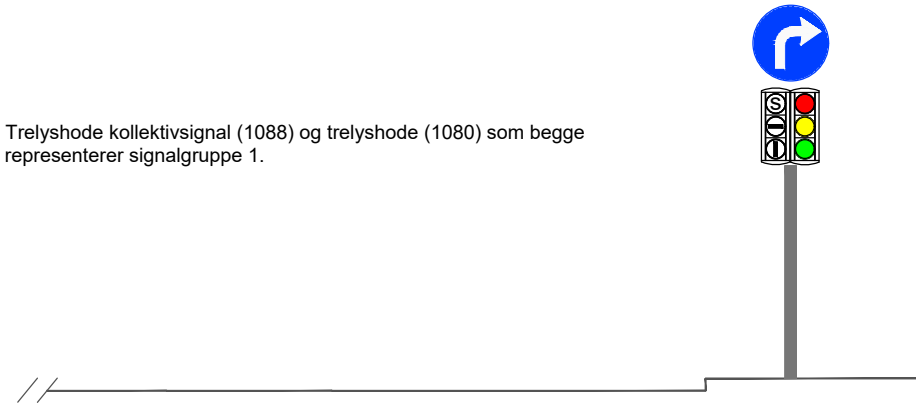 Trelyshode kollektivsignal (1088) og trelyshode (1080) som begge
representerer signalgruppe 1.
S